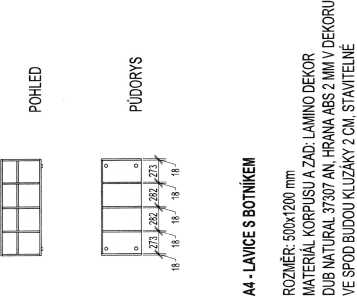 POHLED
PŮDORYS
18
273
18
282
18
282
18
273
18
A4 - LAVICE S BOTNÍKEM
ROZMĚR: 500x1200 mm
MATERIÁL KORPUSU A ZAD: LAMINO DEKOR
DUB NATURAL 37307 AN, HRANA ABS 2 MM V DEKORU
VE SPOD BUDOU KLUZÁKY 2 CM, STAVITELNÉ